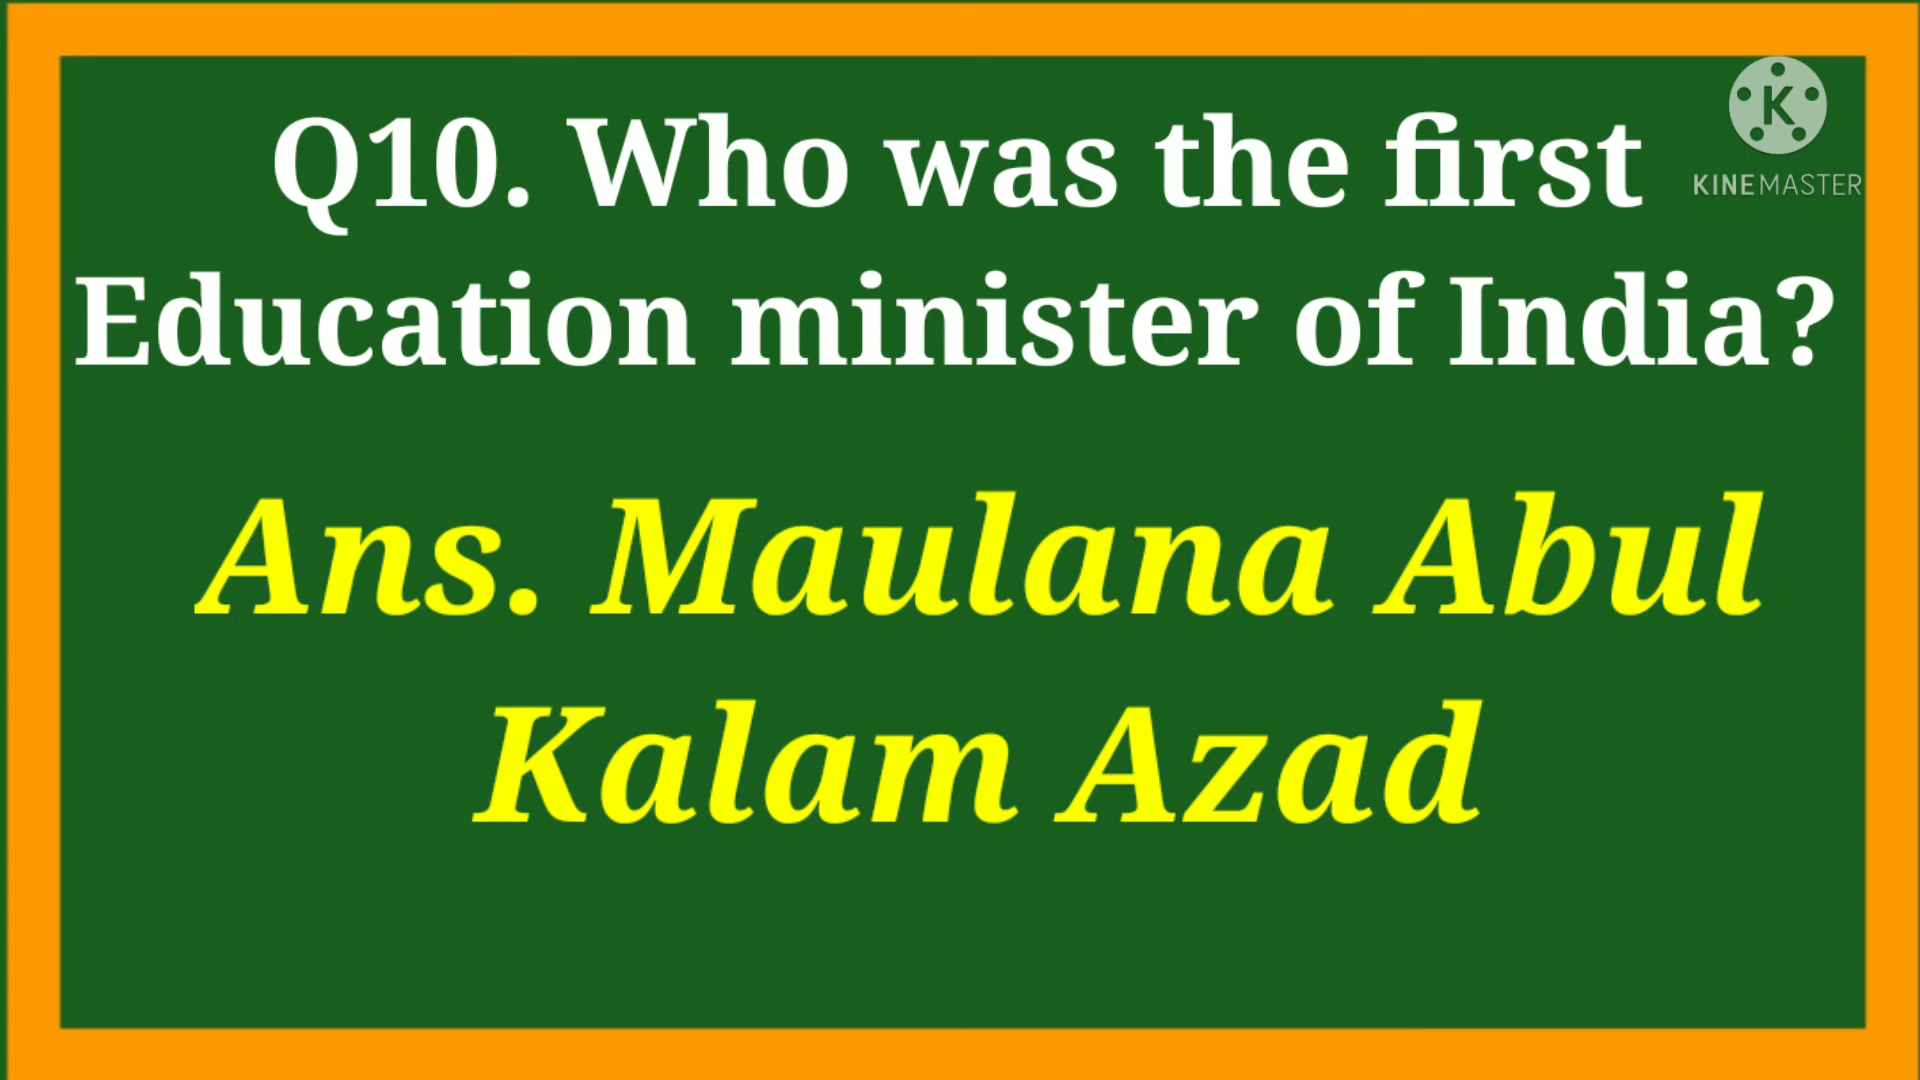 Q10. Who was the first
Education minister of India?
Ans. Maulana Abul
Kalam Azad
K
KINEMASTER